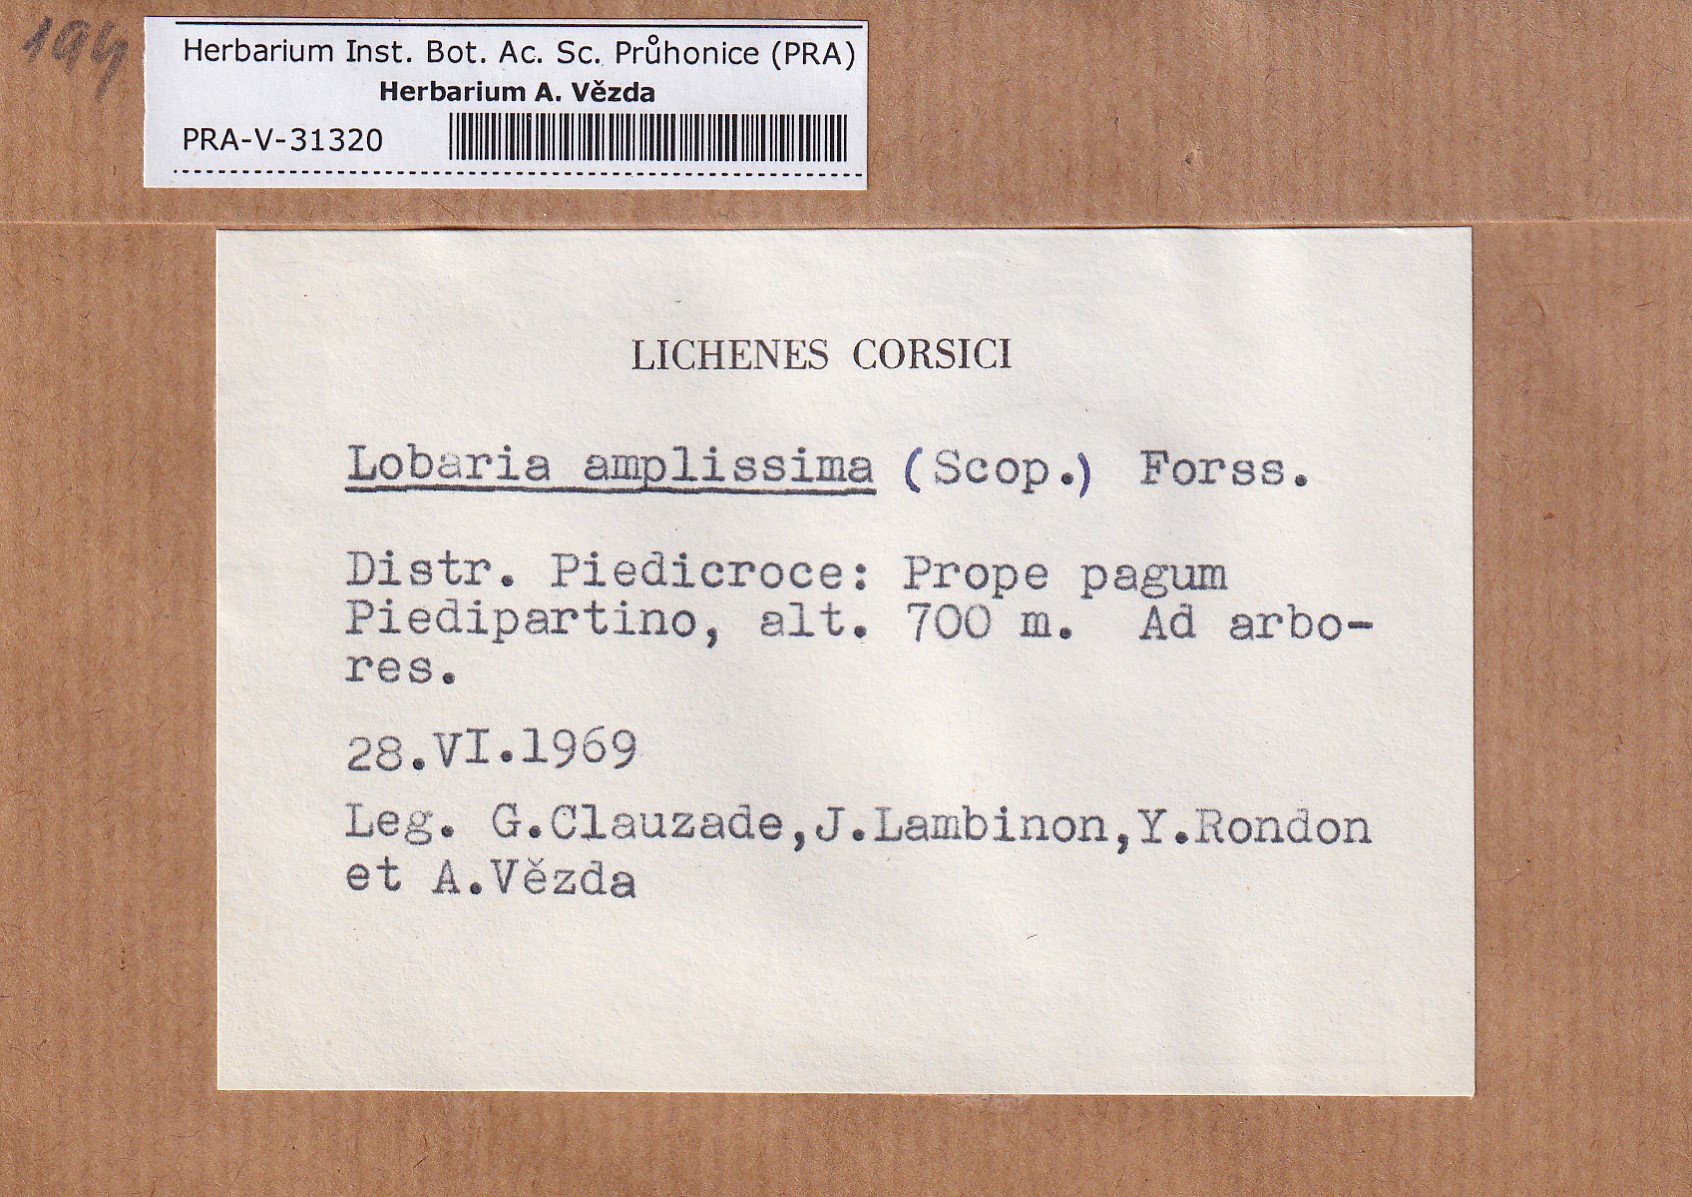 194
Herbarium Inst. Bot. Ac. Sc. Průhonice (PRA)
Herbarium A. Vězda
PRA-V-31320
LICHENES CORSICI
Lobaria amplissima (Scop.) Forss.
Distr. Piedicroce: Prope pagum
Piedipartino, alt. 700 m. Ad arbo-
res.
28.VI.1969
Leg. G.Clauzade,J.Lambinon,Y.Rondon
et A.Vězda